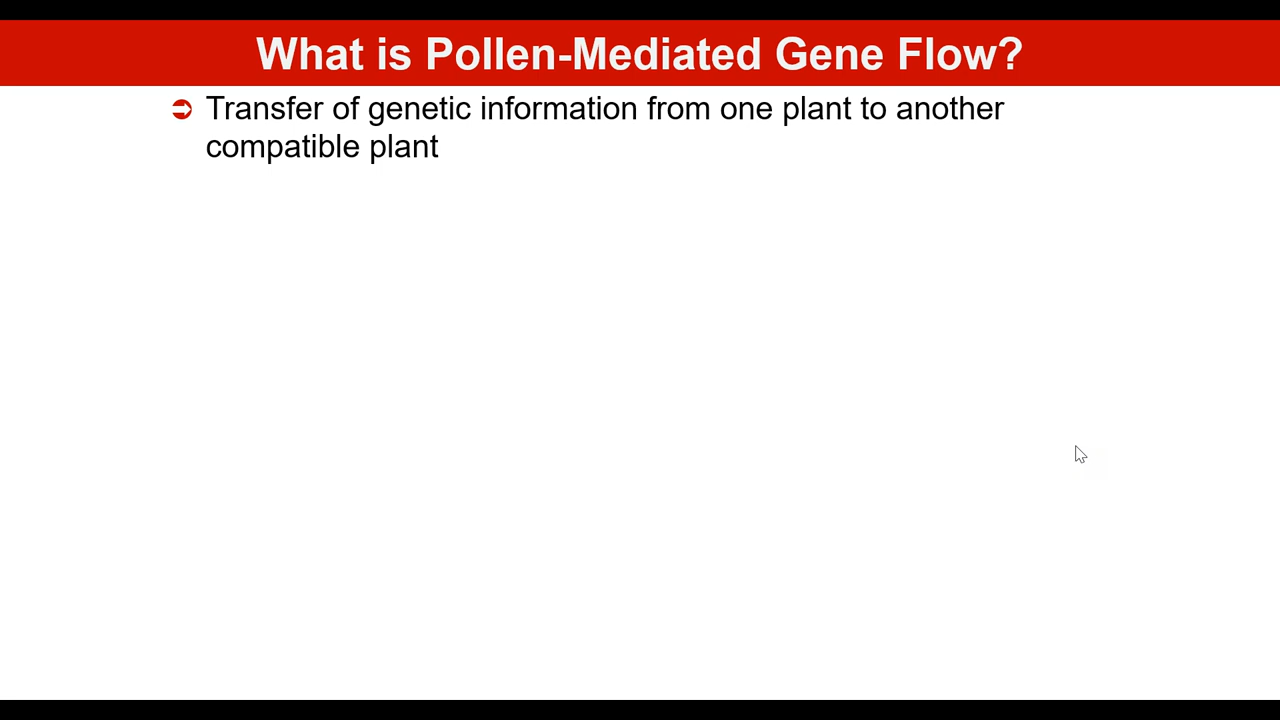 What is Pollen-Mediated Gene Flow?
Transfer of genetic information from one plant to another
compatible plant